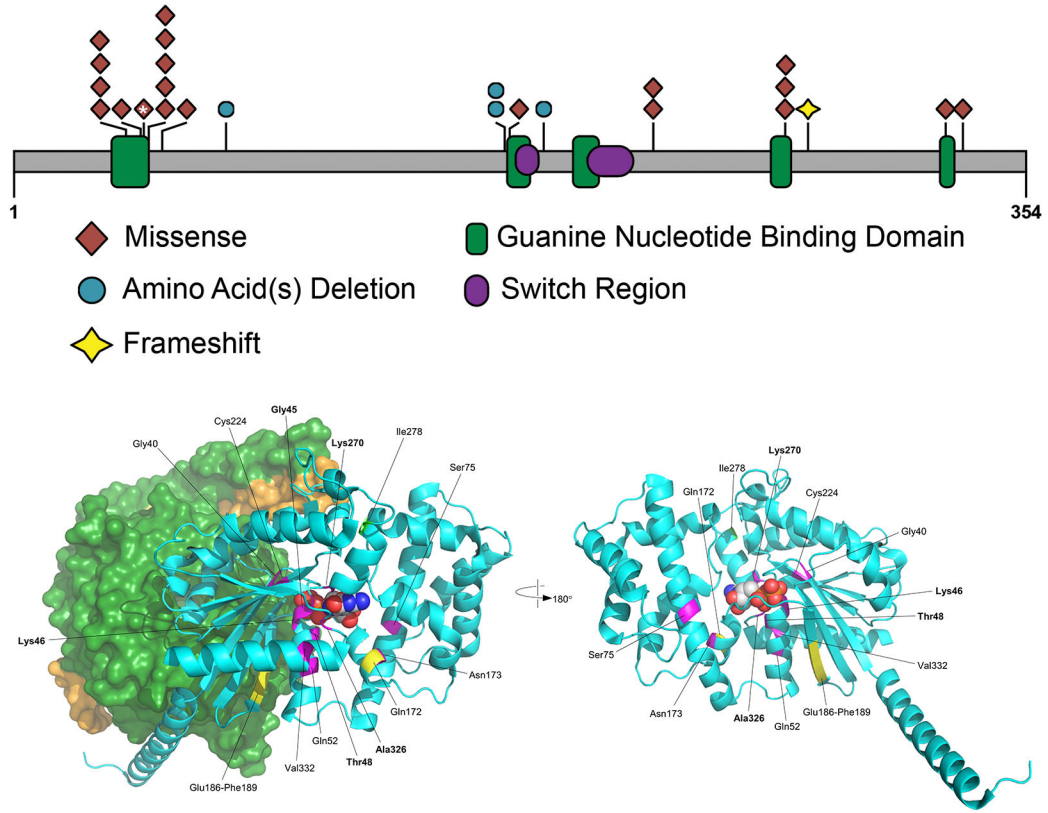 *
1
354
Missense
Guanine Nucleotide Binding Domain
Amino Acid(s) Deletion
Switch Region
Frameshift
Gly45
Cys224
Gly40
Lys270
Ile278
Ser75
Lys46
Asn173
Gln172
Gln52
Ala326
Thr48
Val332
Glu186-Phe189
180°
Lys270
Ile278
Gln172
Cys224
Gly40
Lys46
Thr48
Ser75
Val332
Asn173
Glu186-Phe189
Ala326
Gln52